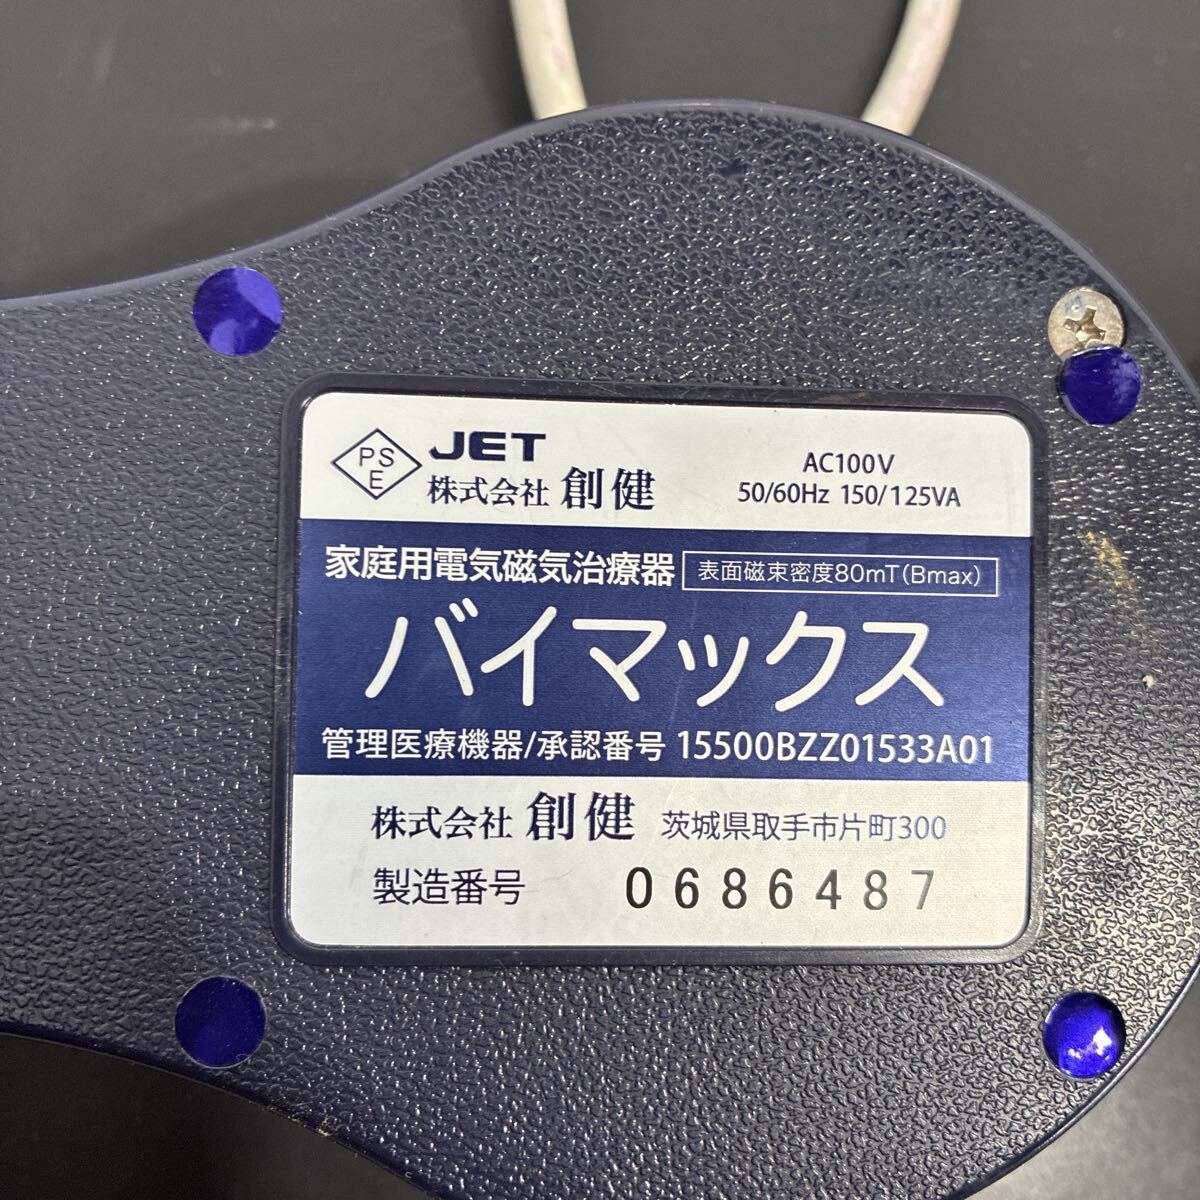 PSE
JET
株式会社 創健
AC100V
50/60Hz 150/125VA
家庭用電気磁気治療器 表面磁束密度80mT(Bmax)
バイマックス
管理医療機器/承認番号 15500BZZ01533A01
株式会社 創健 茨城県取手市片町300
製造番号 0686487